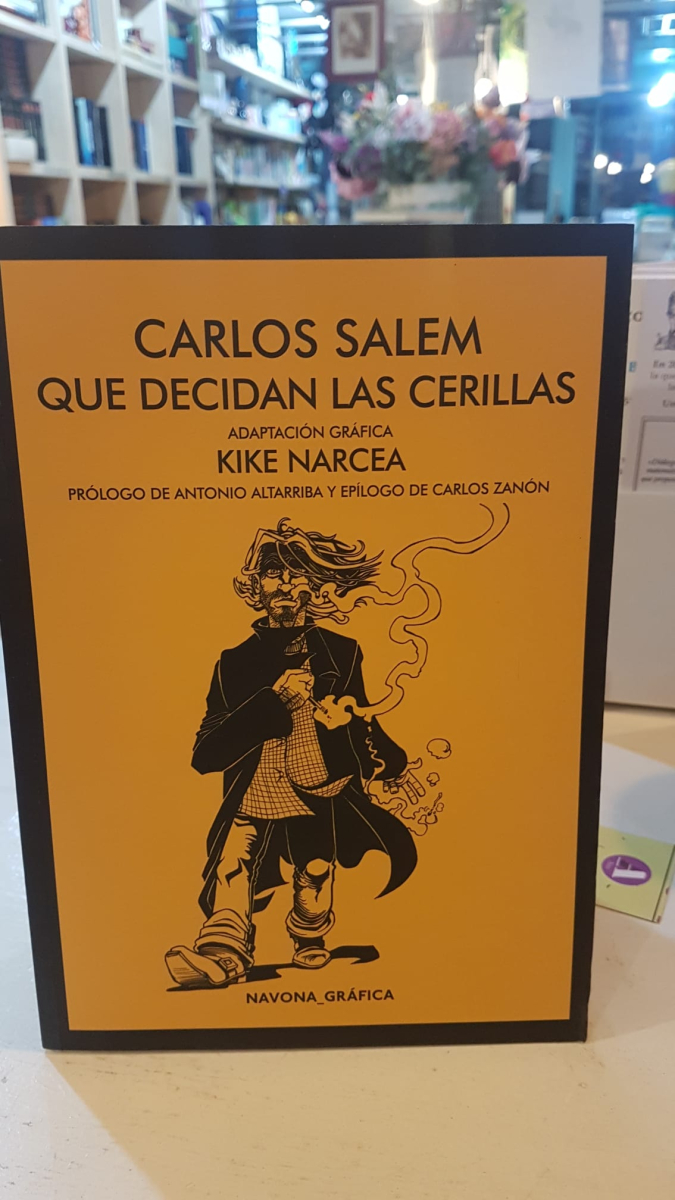 CARLOS SALEM
QUE DECIDAN LAS CERILLAS
ADAPTACIÓN GRÁFICA
KIKE NARCEA
PRÓLOGO DE ANTONIO ALTARRIBA Y EPÍLOGO DE CARLOS ZANÓN
NAVONA_GRÁFICA